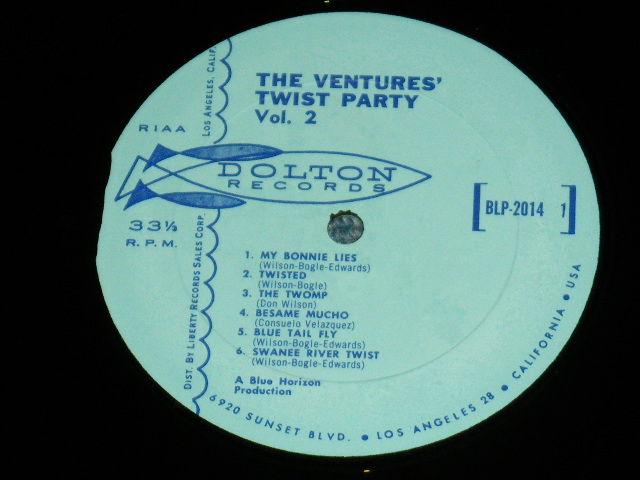 THE VENTURES'
TWIST PARTY
Vol. 2
RIAA
DOLTON
RECORDS
33⅓
R.P.M.
BLP-2014 1
1. MY BONNIE LIES
(Wilson-Bogle-Edwards)
2. TWISTED
(Wilson-Bogle)
3. THE TWOMP
(Don Wilson)
4. BESAME MUCHO
(Consuelo Velazquez)
5. BLUE TAIL FLY
(Wilson-Bogle-Edwards)
6. SWANEE RIVER TWIST
(Wilson-Bogle-Edwards)
A Blue Horizon
Production
DIST. BY LIBERTY RECORDS SALES CORP.
LOS ANGELES, CALIF.
6920 SUNSET BLVD. • LOS ANGELES 28 • CALIFORNIA • USA